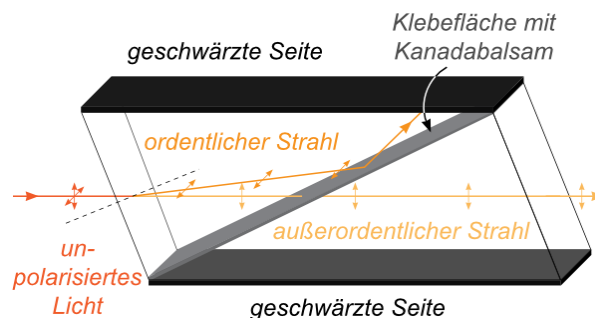 Klebefläche mit
Kanadabalsam
geschwärzte Seite
ordentlicher Strahl
außerordentlicher Strahl
un-
polarisiertes
Licht
geschwärzte Seite